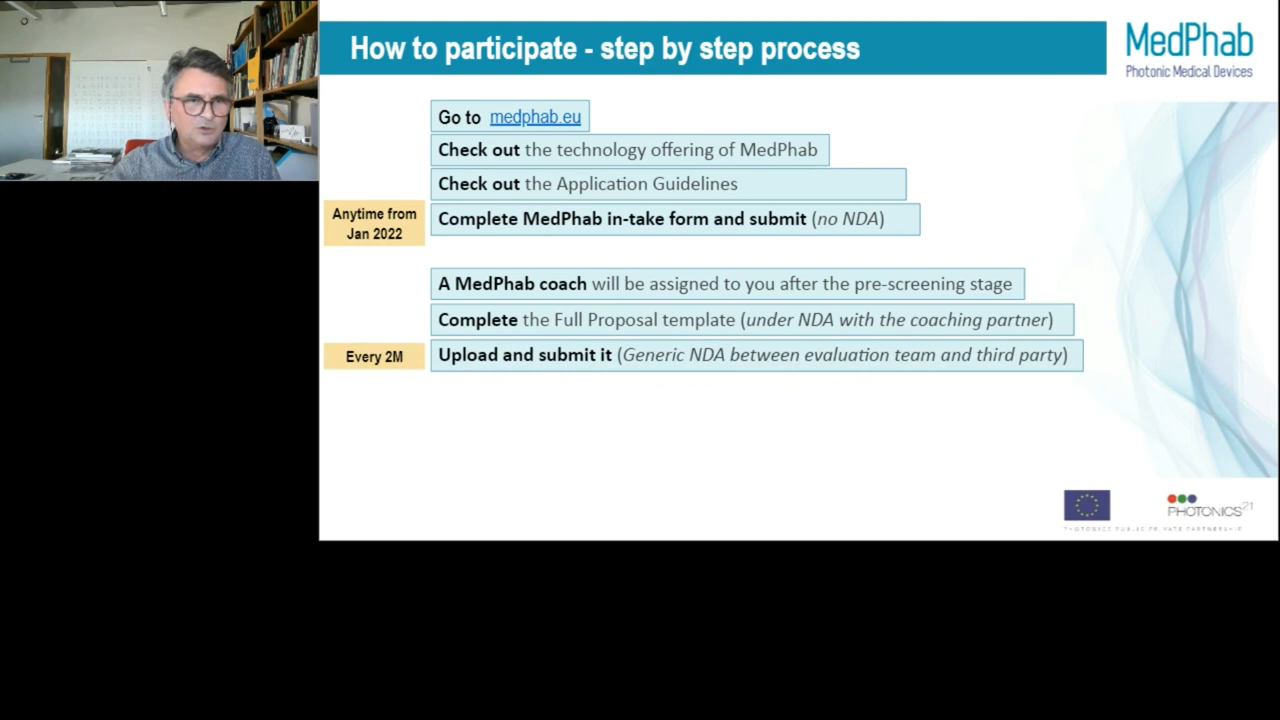 How to participate - step by step process
MedPhab
Photonic Medical Devices
Go to medphab.eu
Check out the technology offering of MedPhab
Check out the Application Guidelines
Anytime from
Jan 2022
Complete MedPhab in-take form and submit (no NDA)
A MedPhab coach will be assigned to you after the pre-screening stage
Complete the Full Proposal template (under NDA with the coaching partner)
Every 2M
Upload and submit it (Generic NDA between evaluation team and third party)
PHOTONICS21
PHOTONICS PUBLIC PRIVATE PARTNERSHIP